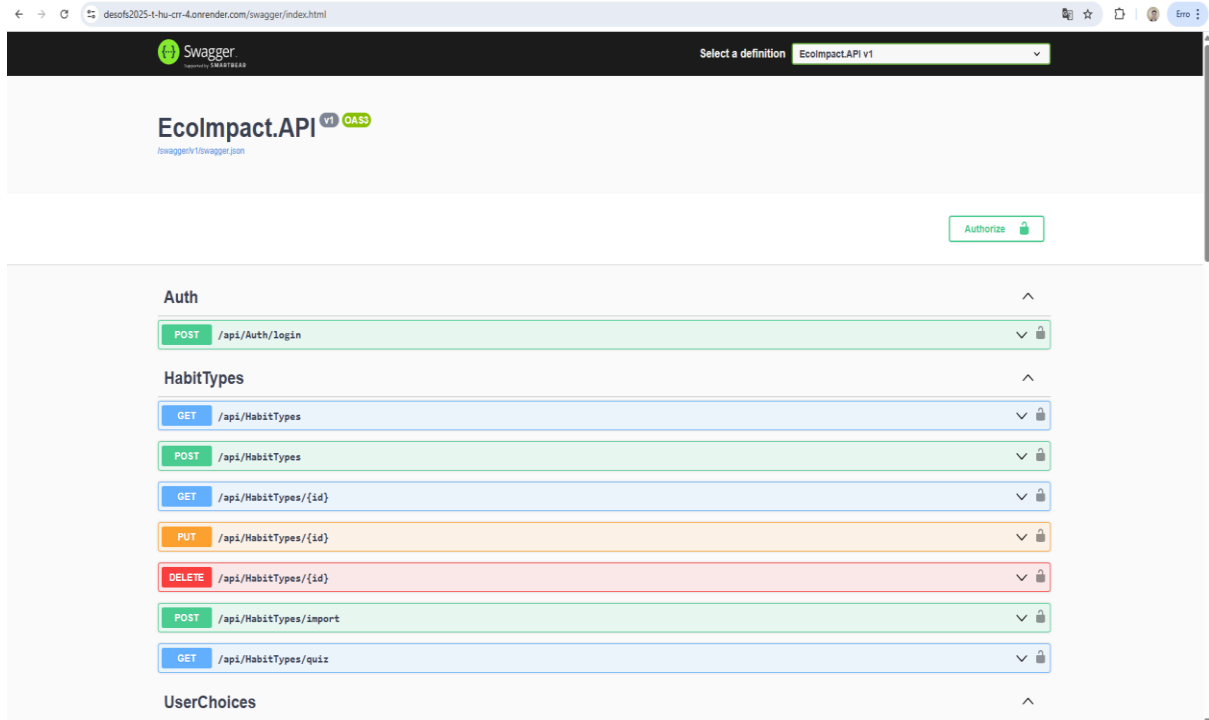 desofs2025-t-hu-crr-4.onrender.com/swagger/index.html
Erro
Swagger
Supported by SMARTBEAR
Select a definition EcoImpact.API v1
EcoImpact.API v1 OAS3
/swagger/v1/swagger.json
Authorize
Auth
POST /api/Auth/login
HabitTypes
GET /api/HabitTypes
POST /api/HabitTypes
GET /api/HabitTypes/{id}
PUT /api/HabitTypes/{id}
DELETE /api/HabitTypes/{id}
POST /api/HabitTypes/import
GET /api/HabitTypes/quiz
UserChoices